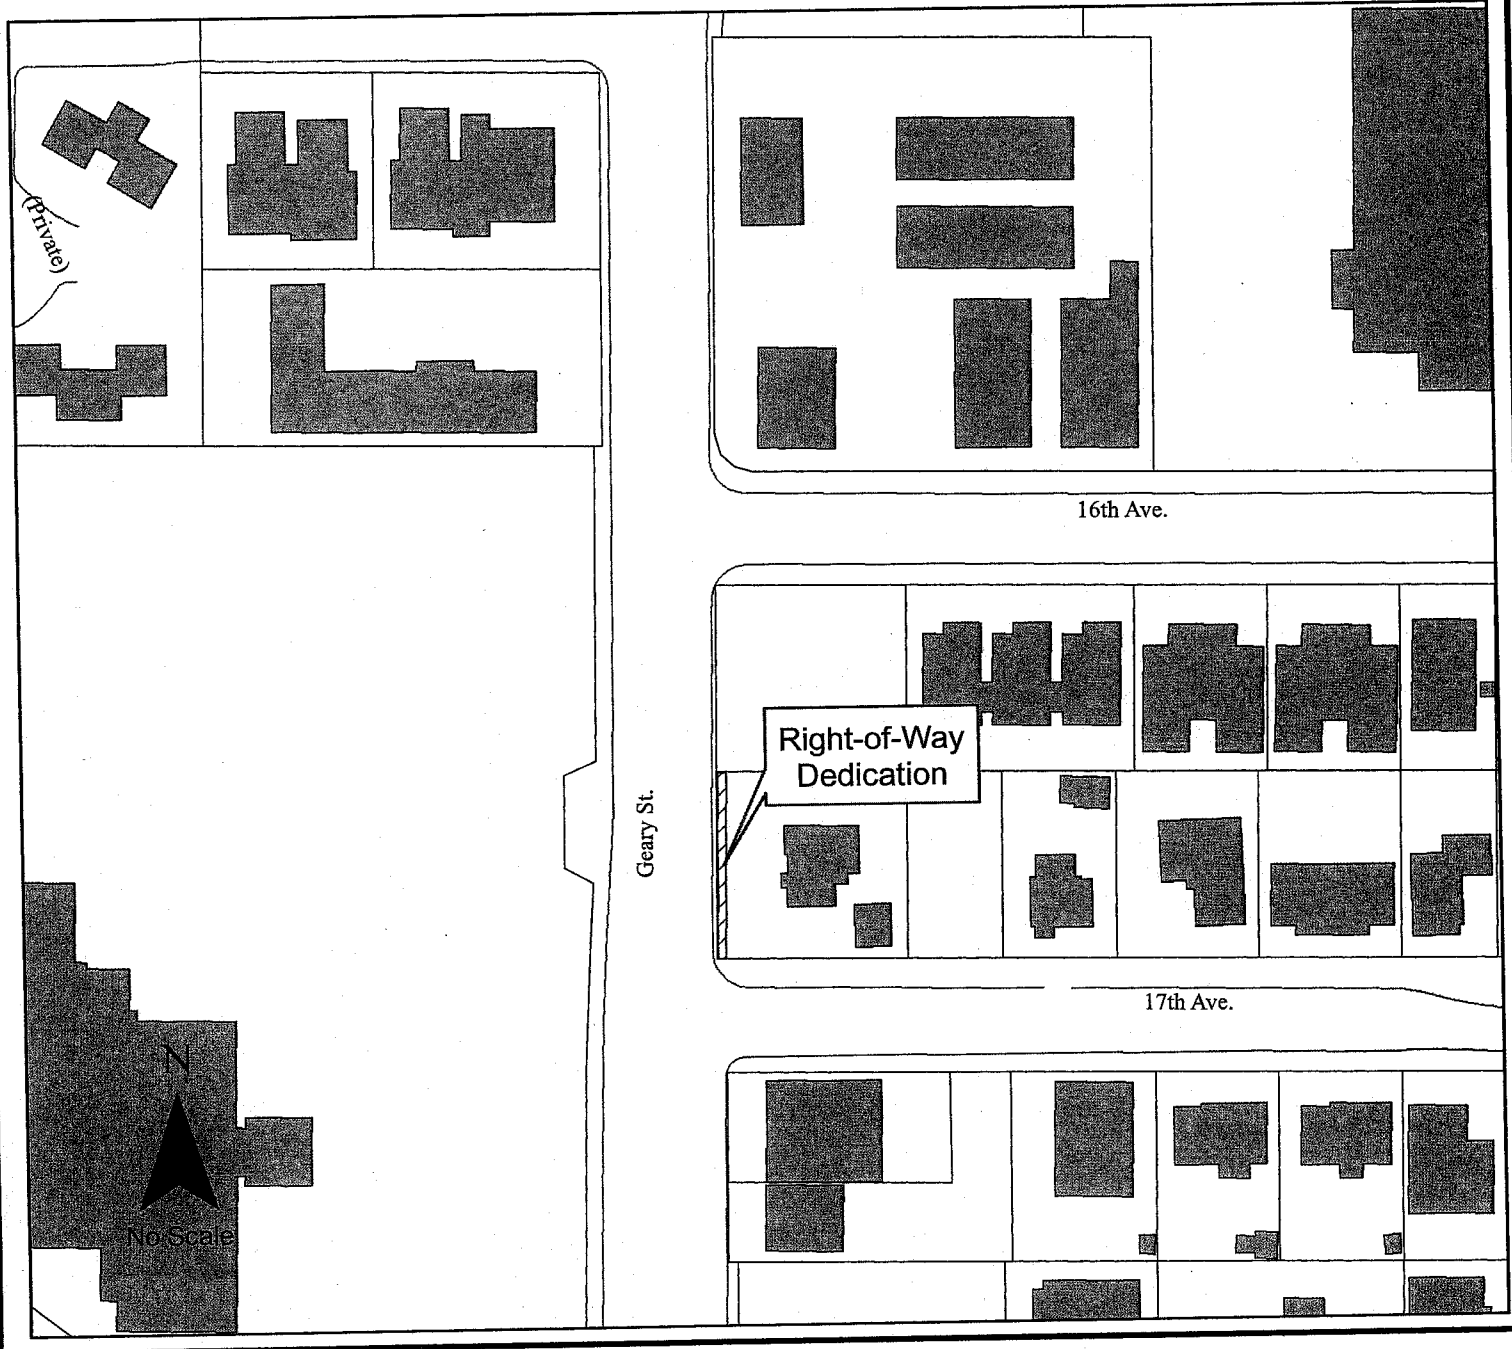 (Private)
16th Ave.
Right-of-Way
Dedication
Geary St.
17th Ave.
N
No Scale